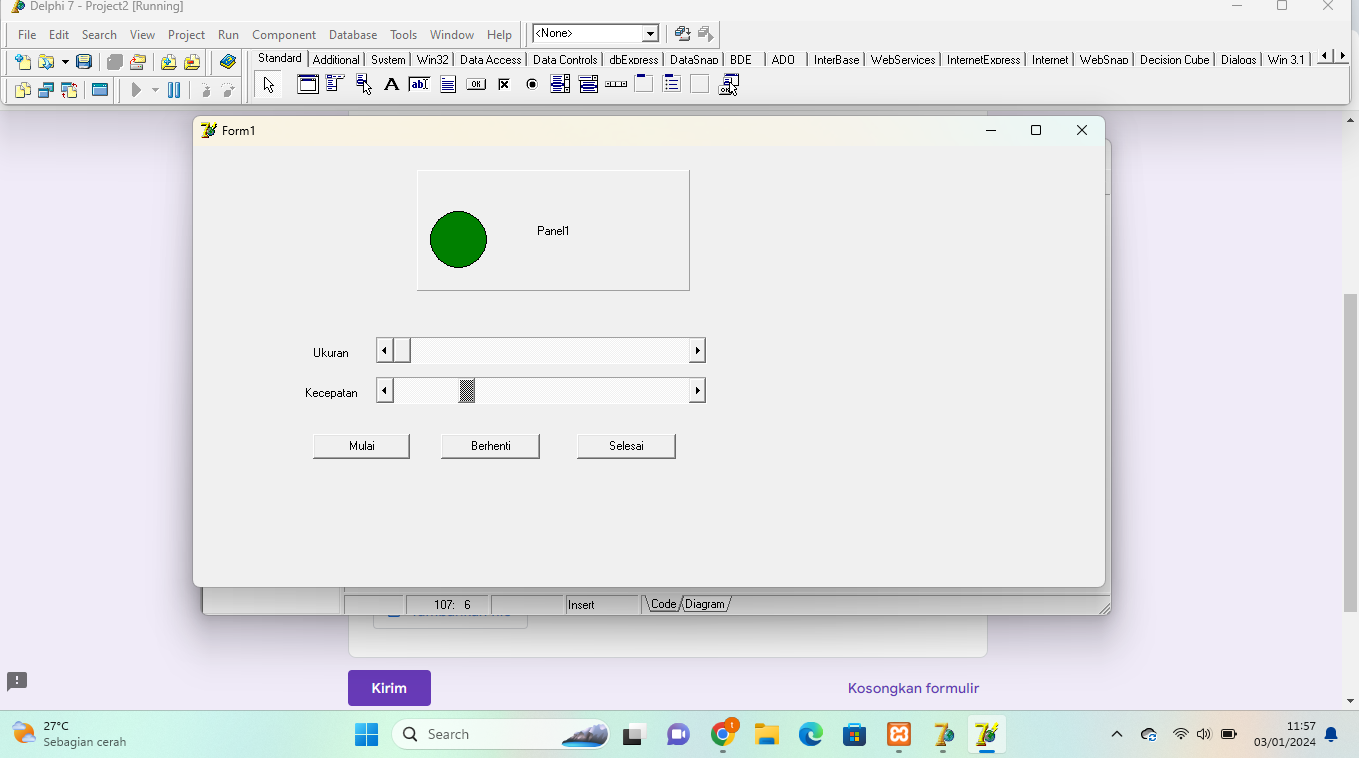 Delphi 7 - Project2 [Running]
File Edit Search View Project Run Component Database Tools Window Help
<None>
Standard Additional System Win32 Data Access Data Controls dbExpress DataSnap BDE ADO InterBase WebServices InternetExpress Internet WebSnap Decision Cube Dialogs Win 3.1
Form1
Panel1
Ukuran
Kecepatan
Mulai Berhenti Selesai
107: 6 Insert Code Diagram
Kirim Kosongkan formulir
27°C
Sebagian cerah
Search
1
11:57
03/01/2024